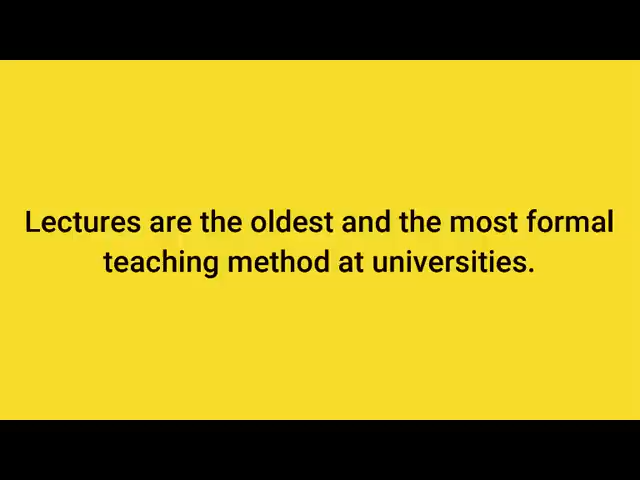 Lectures are the oldest and the most formal
teaching method at universities.